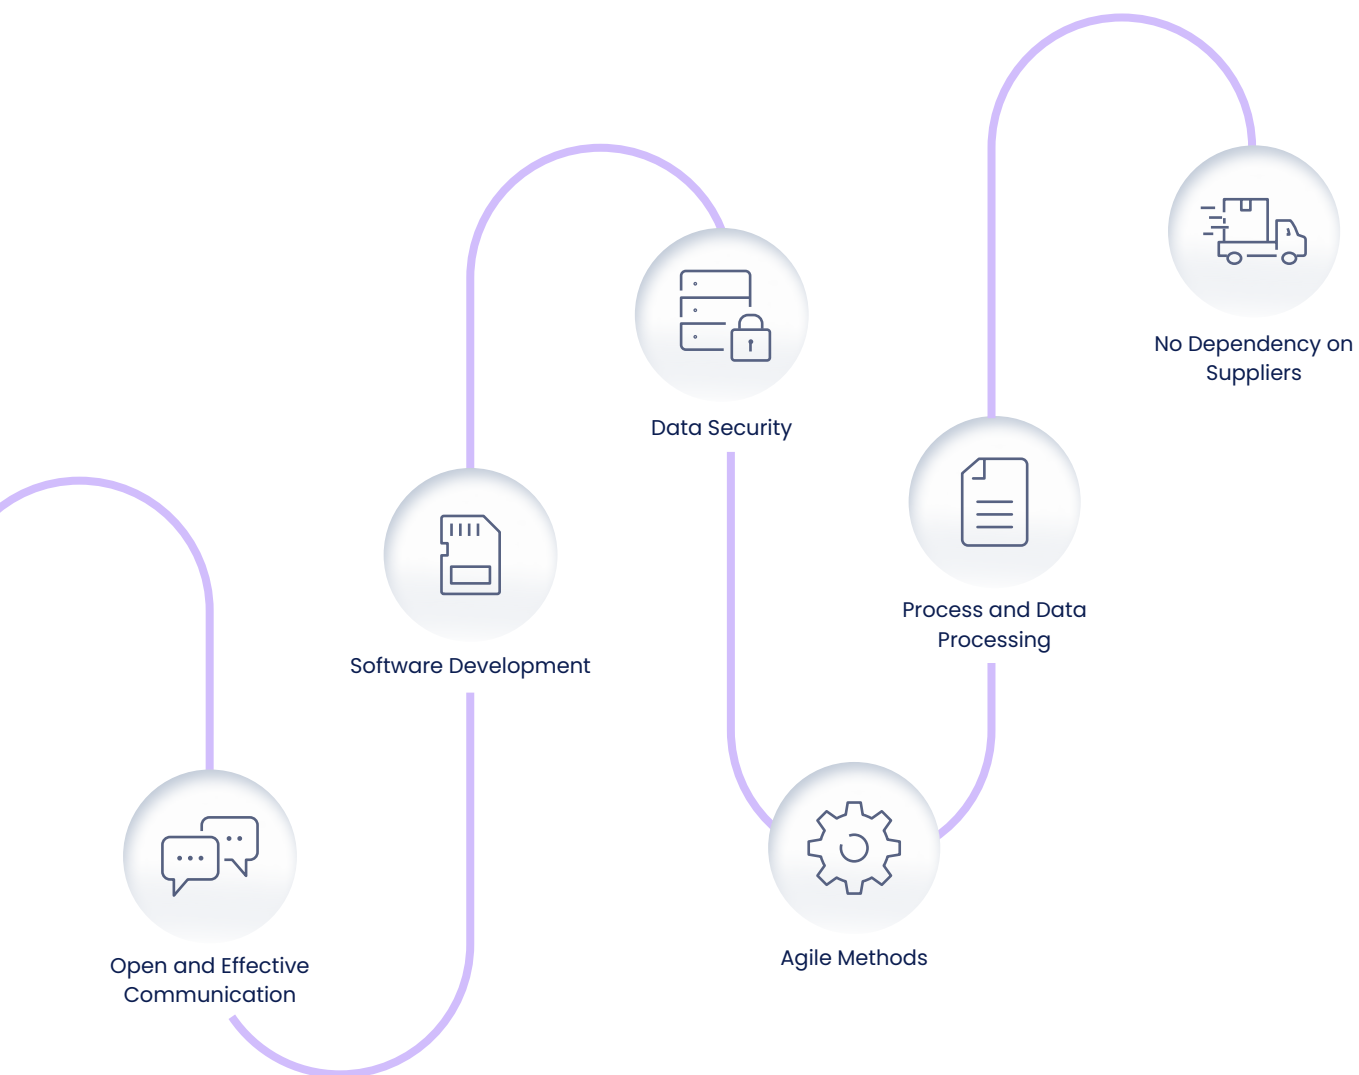 Open and Effective
Communication
Software Development
Data Security
Agile Methods
Process and Data
Processing
No Dependency on
Suppliers